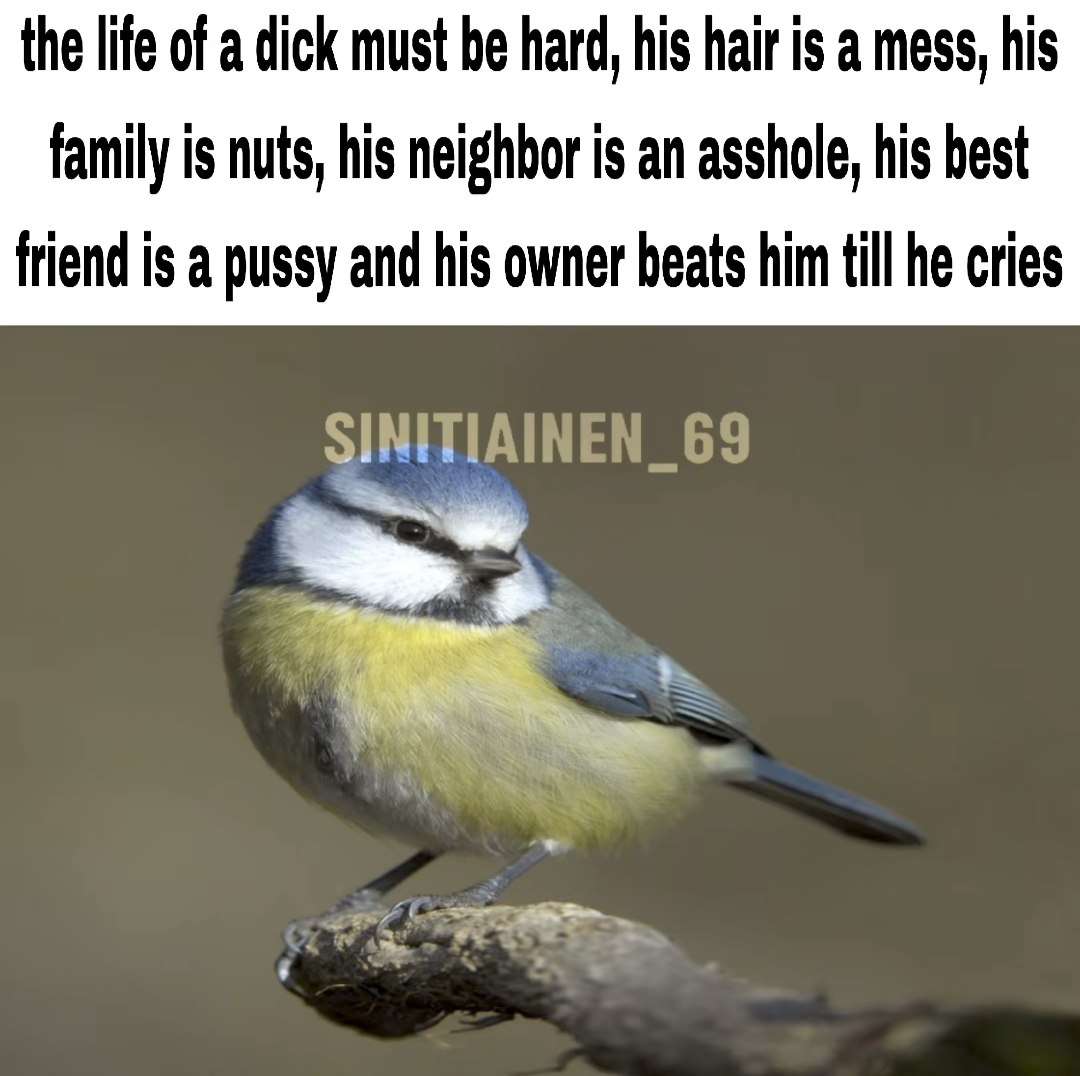 the life of a dick must be hard, his hair is a mess, his
family is nuts, his neighbor is an asshole, his best
friend is a pussy and his owner beats him till he cries
SINITIAINEN_69